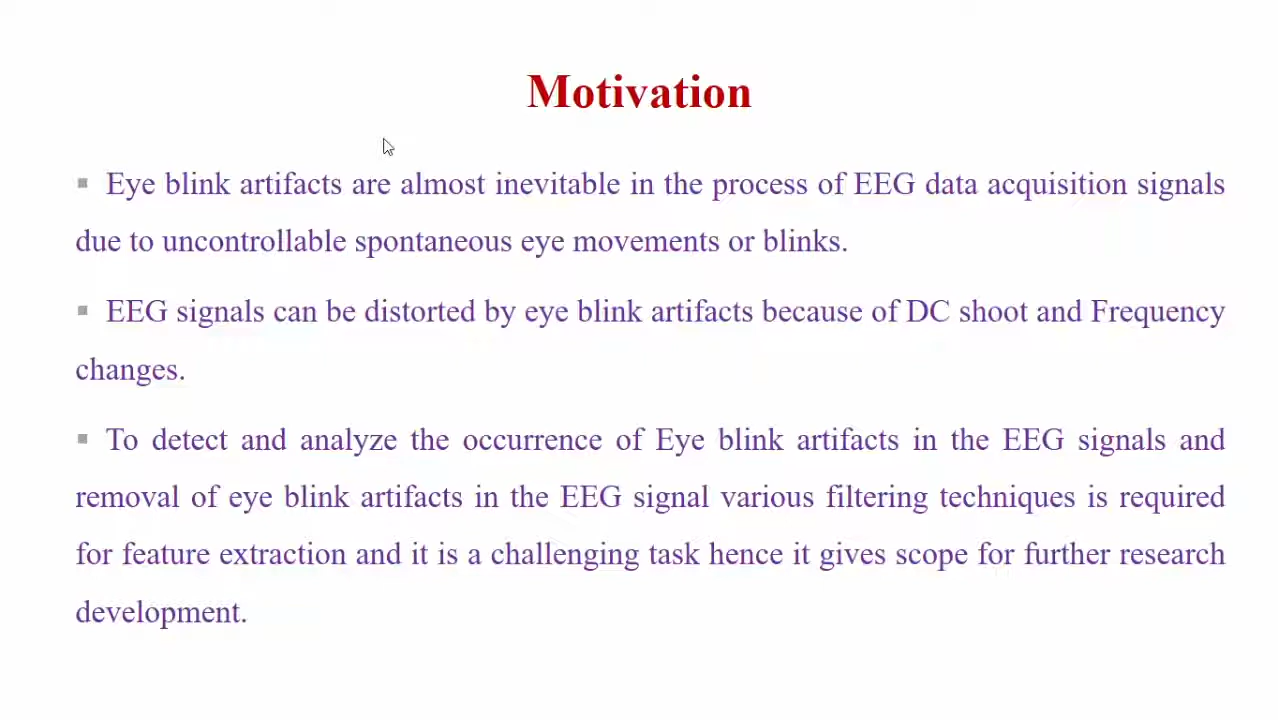 Motivation
▪ Eye blink artifacts are almost inevitable in the process of EEG data acquisition signals
due to uncontrollable spontaneous eye movements or blinks.
▪ EEG signals can be distorted by eye blink artifacts because of DC shoot and Frequency
changes.
▪ To detect and analyze the occurrence of Eye blink artifacts in the EEG signals and
removal of eye blink artifacts in the EEG signal various filtering techniques is required
for feature extraction and it is a challenging task hence it gives scope for further research
development.